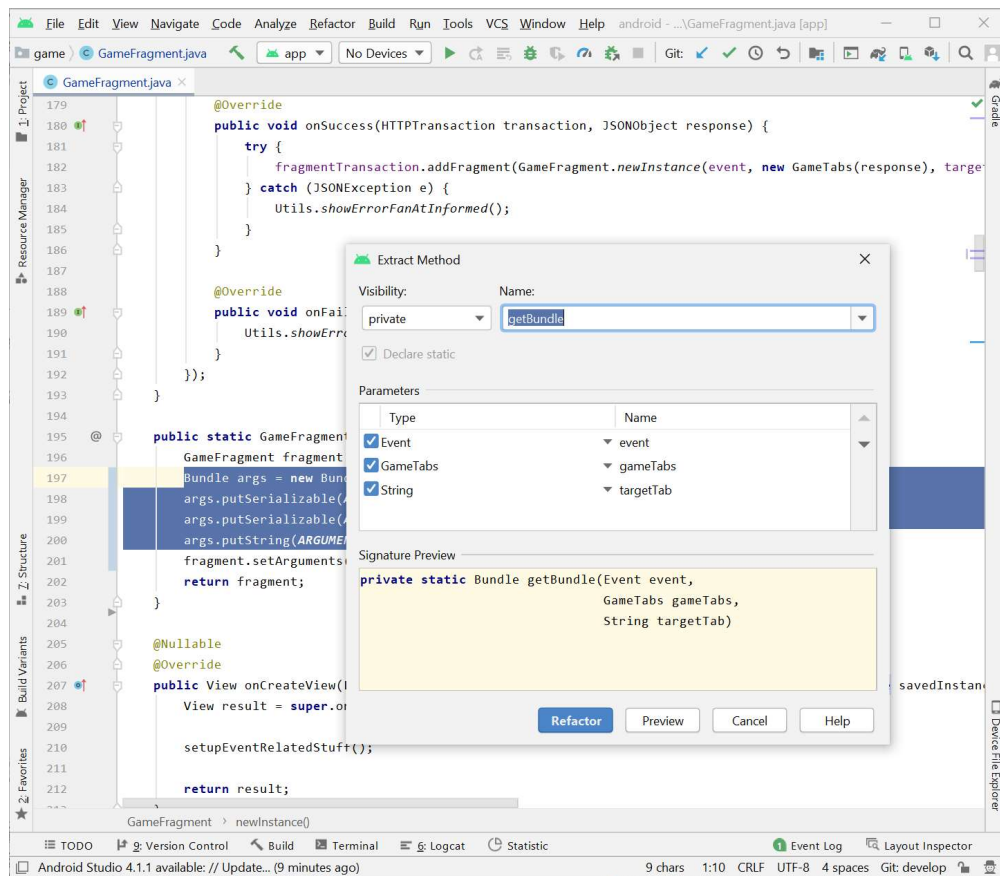 File Edit View Navigate Code Analyze Refactor Build Run Tools VCS Window Help android - ...\GameFragment.java [app]
game GameFragment.java app No Devices Git:
GameFragment.java
1: Project
Resource Manager
7: Structure
Build Variants
2: Favorites
179 @Override
180 public void onSuccess(HTTPTransaction transaction, JSONObject response) {
181 try {
182 fragmentTransaction.addFragment(GameFragment.newInstance(event, new GameTabs(response), targe
183 } catch (JSONException e) {
184 Utils.showErrorFanAtInformed();
185 }
186 }
187
188 @Override
189 public void onFai
190 Utils.showErro
191 }
192 });
193 }
194
195 @ public static GameFragment
196 GameFragment fragment
197 Bundle args = new Bund
198 args.putSerializable(
199 args.putSerializable(
200 args.putString(ARGUME
201 fragment.setArguments
202 return fragment;
203 }
204
205 @Nullable
206 @Override
207 public View onCreateView( savedInstan
208 View result = super.on
209
210 setupEventRelatedStuff();
211
212 return result;
Extract Method
Visibility: Name:
private getBundle
Declare static
Parameters
Type Name
Event event
GameTabs gameTabs
String targetTab
Signature Preview
private static Bundle getBundle(Event event,
GameTabs gameTabs,
String targetTab)
Refactor Preview Cancel Help
Gradle
Device File Explorer
GameFragment › newInstance()
TODO 9: Version Control Build Terminal 6: Logcat Statistic 1 Event Log Layout Inspector
Android Studio 4.1.1 available: // Update... (9 minutes ago) 9 chars 1:10 CRLF UTF-8 4 spaces Git: develop